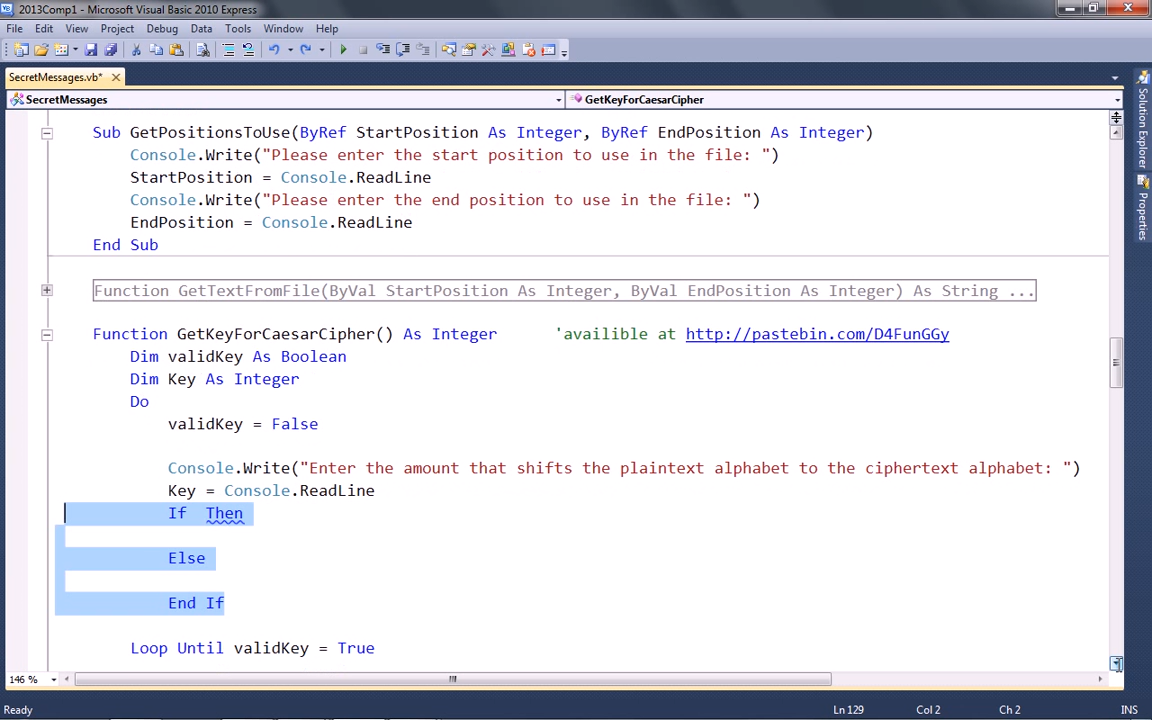 2013Comp1 - Microsoft Visual Basic 2010 Express
File Edit View Project Debug Data Tools Window Help
SecretMessages.vb*
SecretMessages GetKeyForCaesarCipher
Sub GetPositionsToUse(ByRef StartPosition As Integer, ByRef EndPosition As Integer)
Console.Write("Please enter the start position to use in the file: ")
StartPosition = Console.ReadLine
Console.Write("Please enter the end position to use in the file: ")
EndPosition = Console.ReadLine
End Sub
Function GetTextFromFile(ByVal StartPosition As Integer, ByVal EndPosition As Integer) As String ...
Function GetKeyForCaesarCipher() As Integer 'availible at http://pastebin.com/D4FunGGy
Dim validKey As Boolean
Dim Key As Integer
Do
validKey = False
Console.Write("Enter the amount that shifts the plaintext alphabet to the ciphertext alphabet: ")
Key = Console.ReadLine
If Then
Else
End If
Loop Until validKey = True
146 %
Ready Ln 129 Col 2 Ch 2 INS
Solution Explorer
Properties